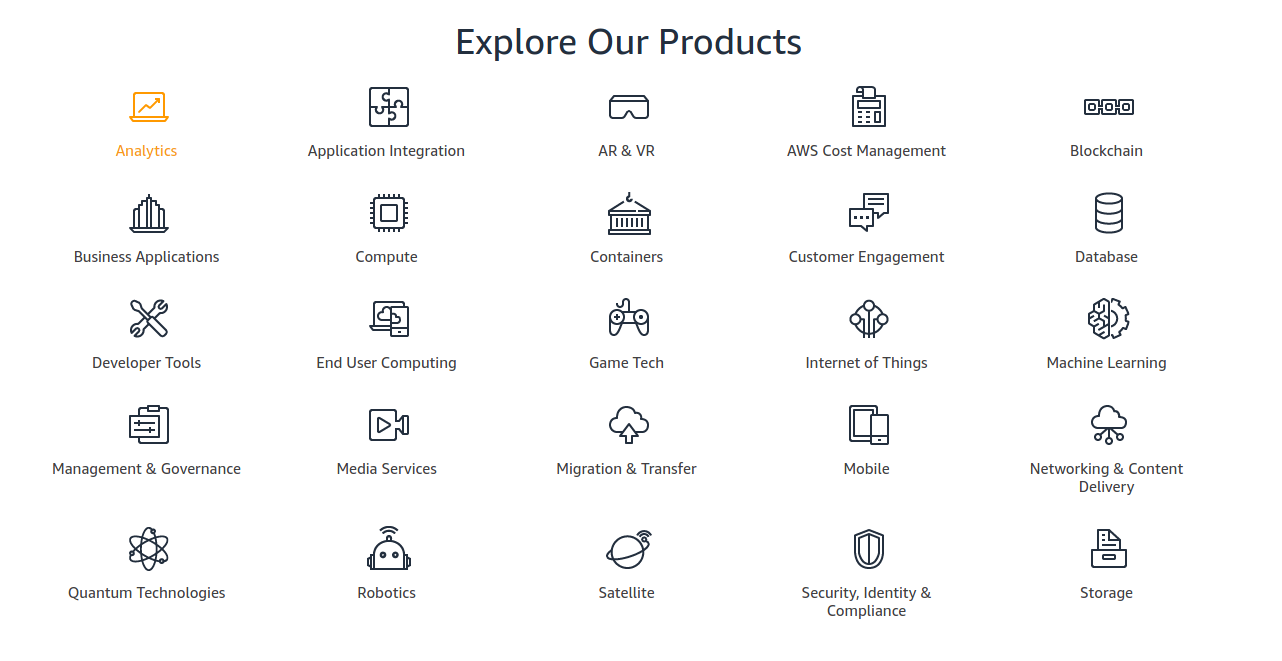 Explore Our Products
Analytics
Application Integration
AR & VR
AWS Cost Management
Blockchain
Business Applications
Compute
Containers
Customer Engagement
Database
Developer Tools
End User Computing
Game Tech
Internet of Things
Machine Learning
Management & Governance
Media Services
Migration & Transfer
Mobile
Networking & Content
Delivery
Quantum Technologies
Robotics
Satellite
Security, Identity &
Compliance
Storage